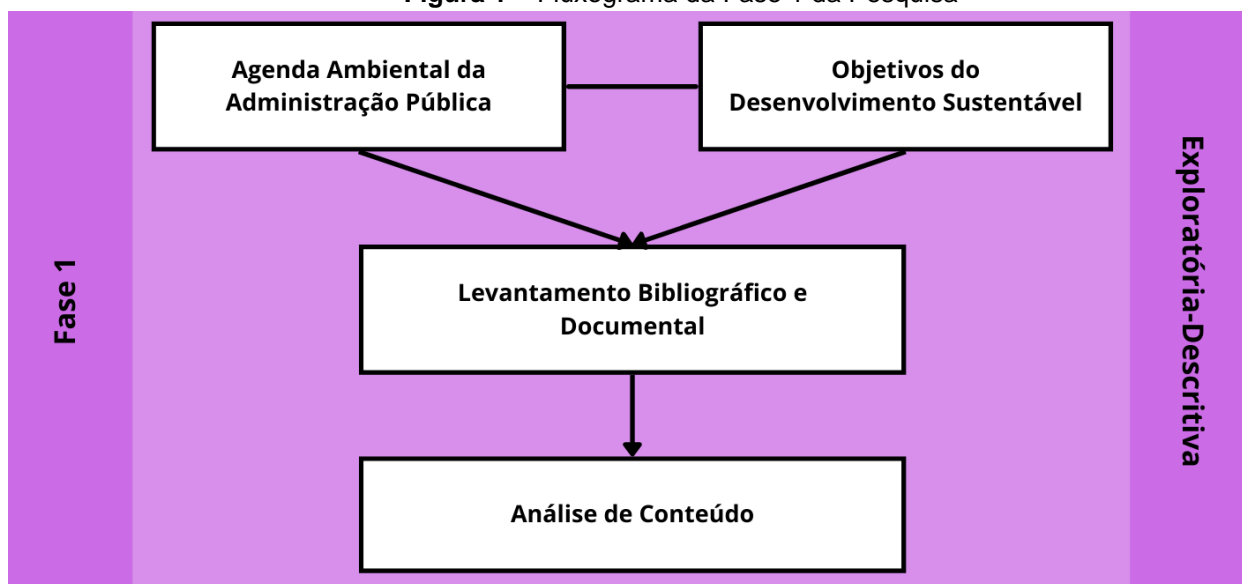 Agenda Ambiental da
Administração Pública
Objetivos do
Desenvolvimento Sustentável
Fase 1
Levantamento Bibliográfico e
Documental
Exploratória-Descritiva
Análise de Conteúdo